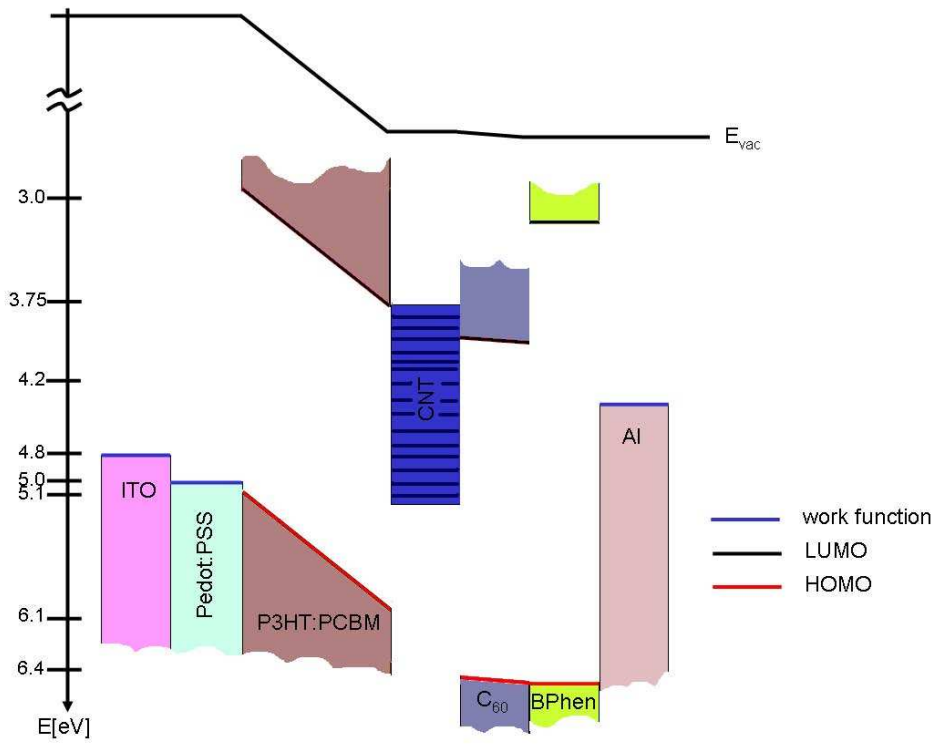 E_vac
3.0
3.75
4.2
4.8
5.0
5.1
6.1
6.4
E[eV]
ITO
Pedot:PSS
P3HT:PCBM
CNT
C60
BPhen
Al
work function
LUMO
HOMO